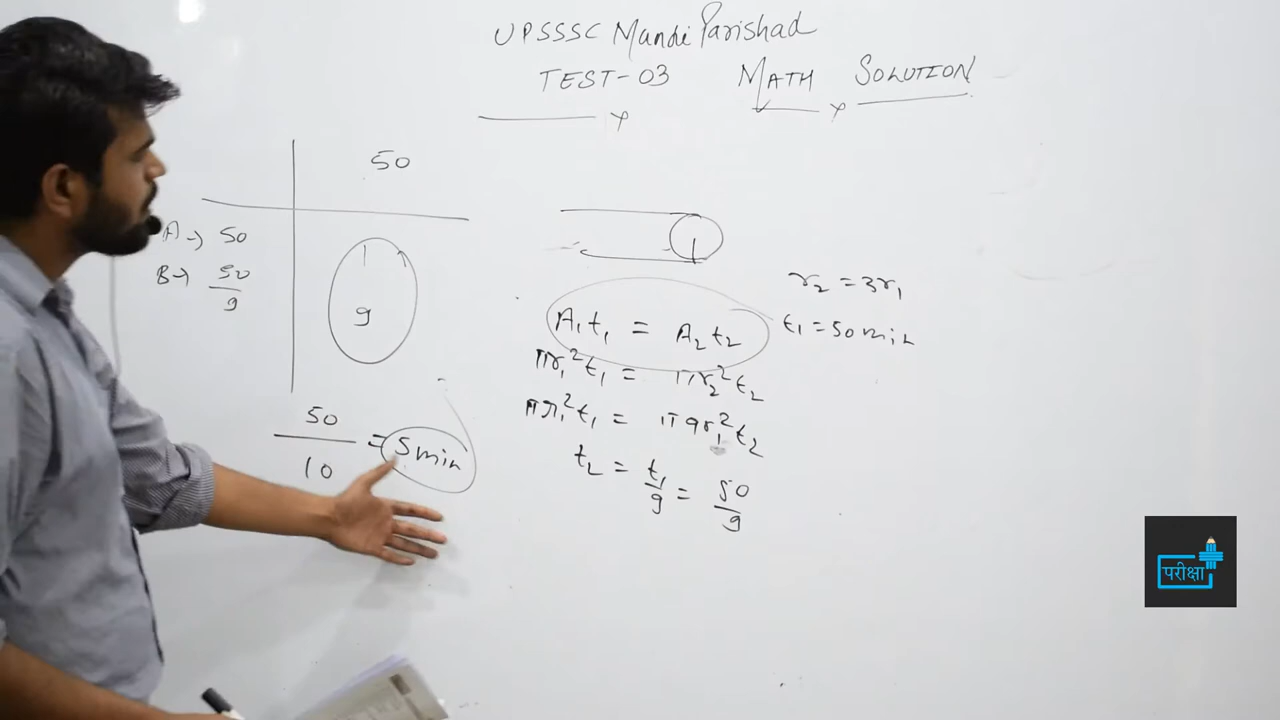 UPSSSC Mandi Parishad
TEST-03 MATH SOLUTION
50
A → 50
B → 50/9
1
9
50/10 = 5 min
A₁t₁ = A₂t₂
πr₁²t₁ = πr₂²t₂
πr₁²t₁ = π9r₁²t₂
t₂ = t₁/9 = 50/9
r₂ = 3r₁
t₁ = 50 min
परीक्षा